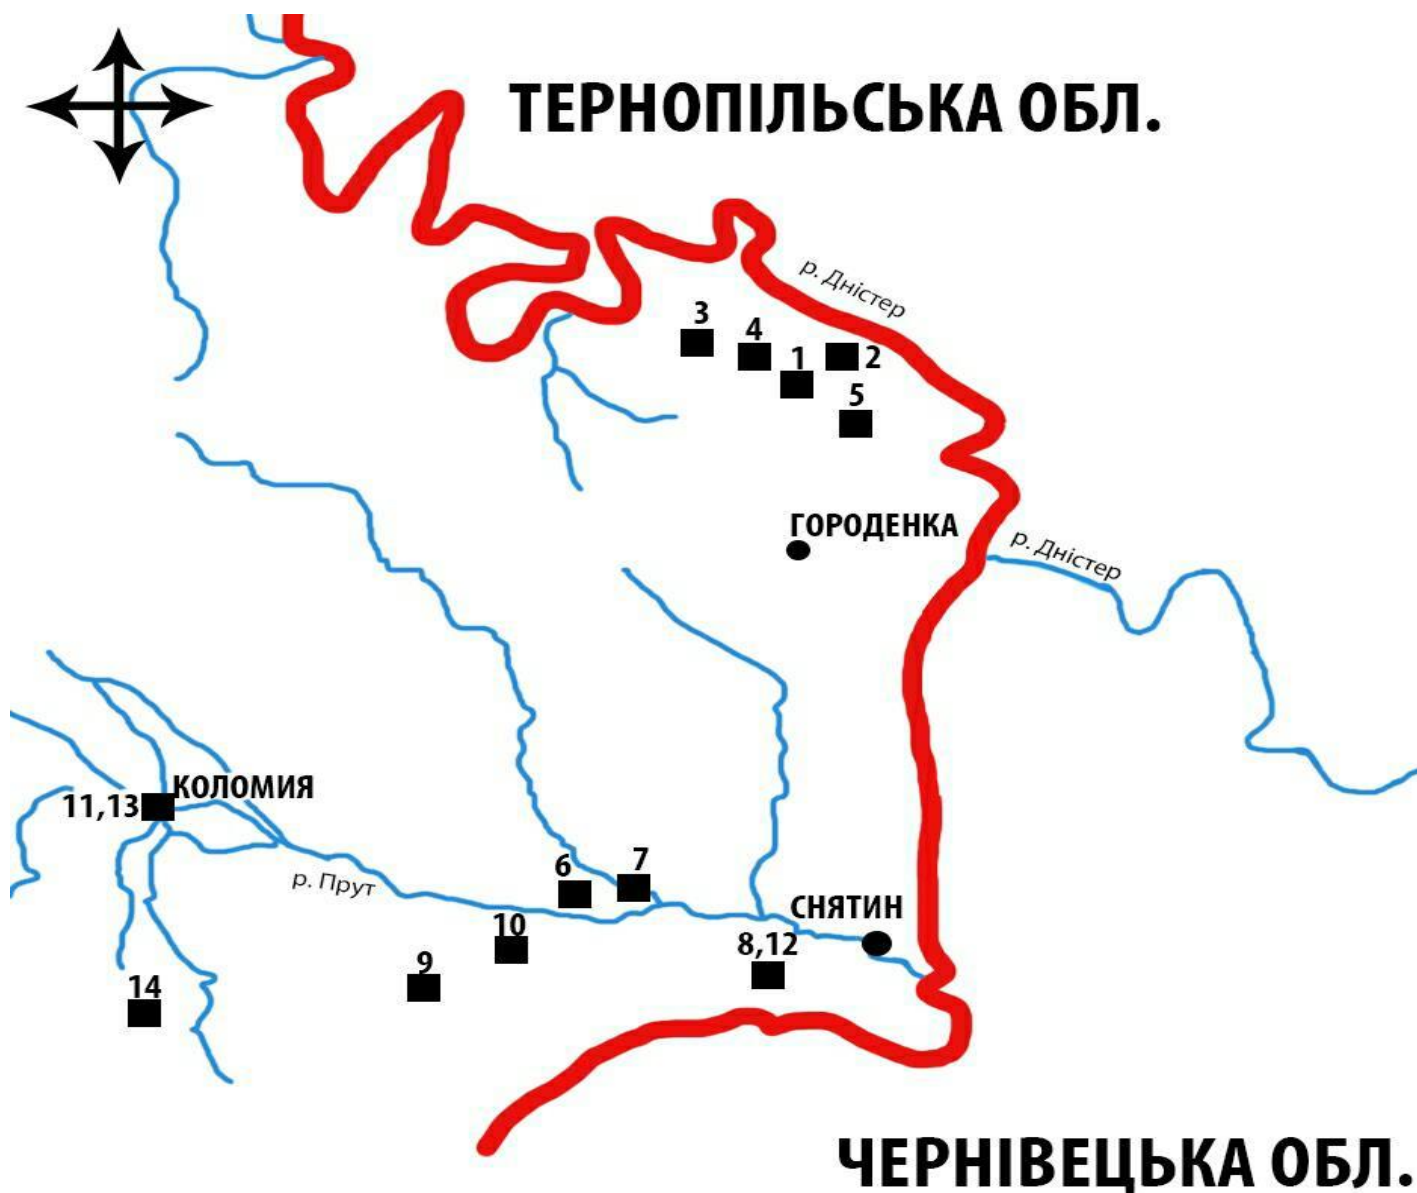 ТЕРНОПІЛЬСЬКА ОБЛ.
р. Дністер
3
4
1
2
5
ГОРОДЕНКА
р. Дністер
КОЛОМИЯ
11,13
р. Прут
6
7
СНЯТИН
10
8,12
9
14
ЧЕРНІВЕЦЬКА ОБЛ.